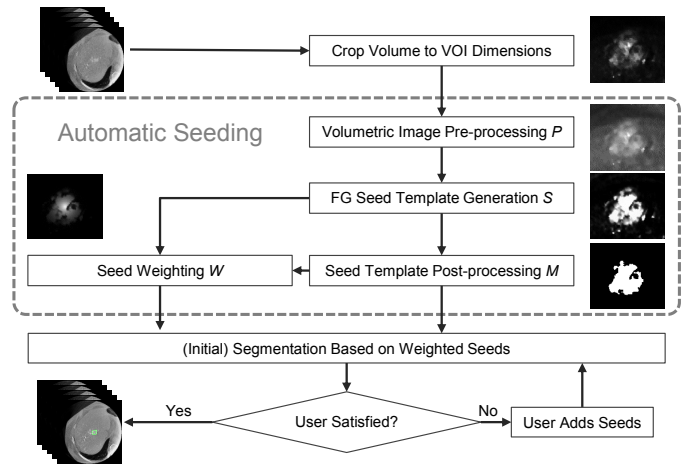 Crop Volume to VOI Dimensions
Automatic Seeding
Volumetric Image Pre-processing P
FG Seed Template Generation S
Seed Weighting W
Seed Template Post-processing M
(Initial) Segmentation Based on Weighted Seeds
Yes
User Satisfied?
No
User Adds Seeds